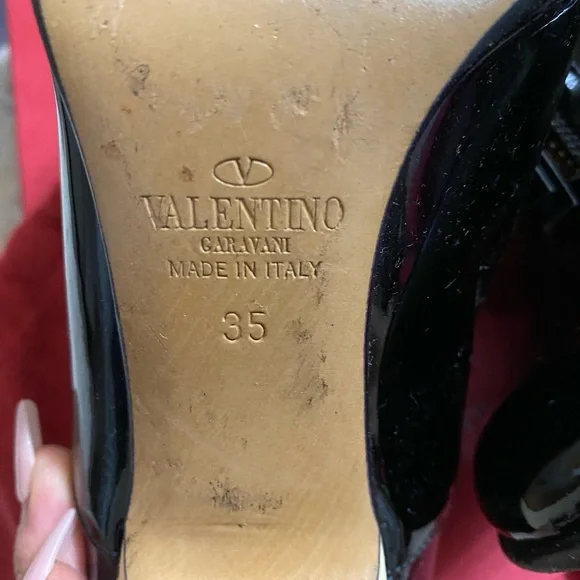 V
VALENTINO
GARAVANI
MADE IN ITALY
35